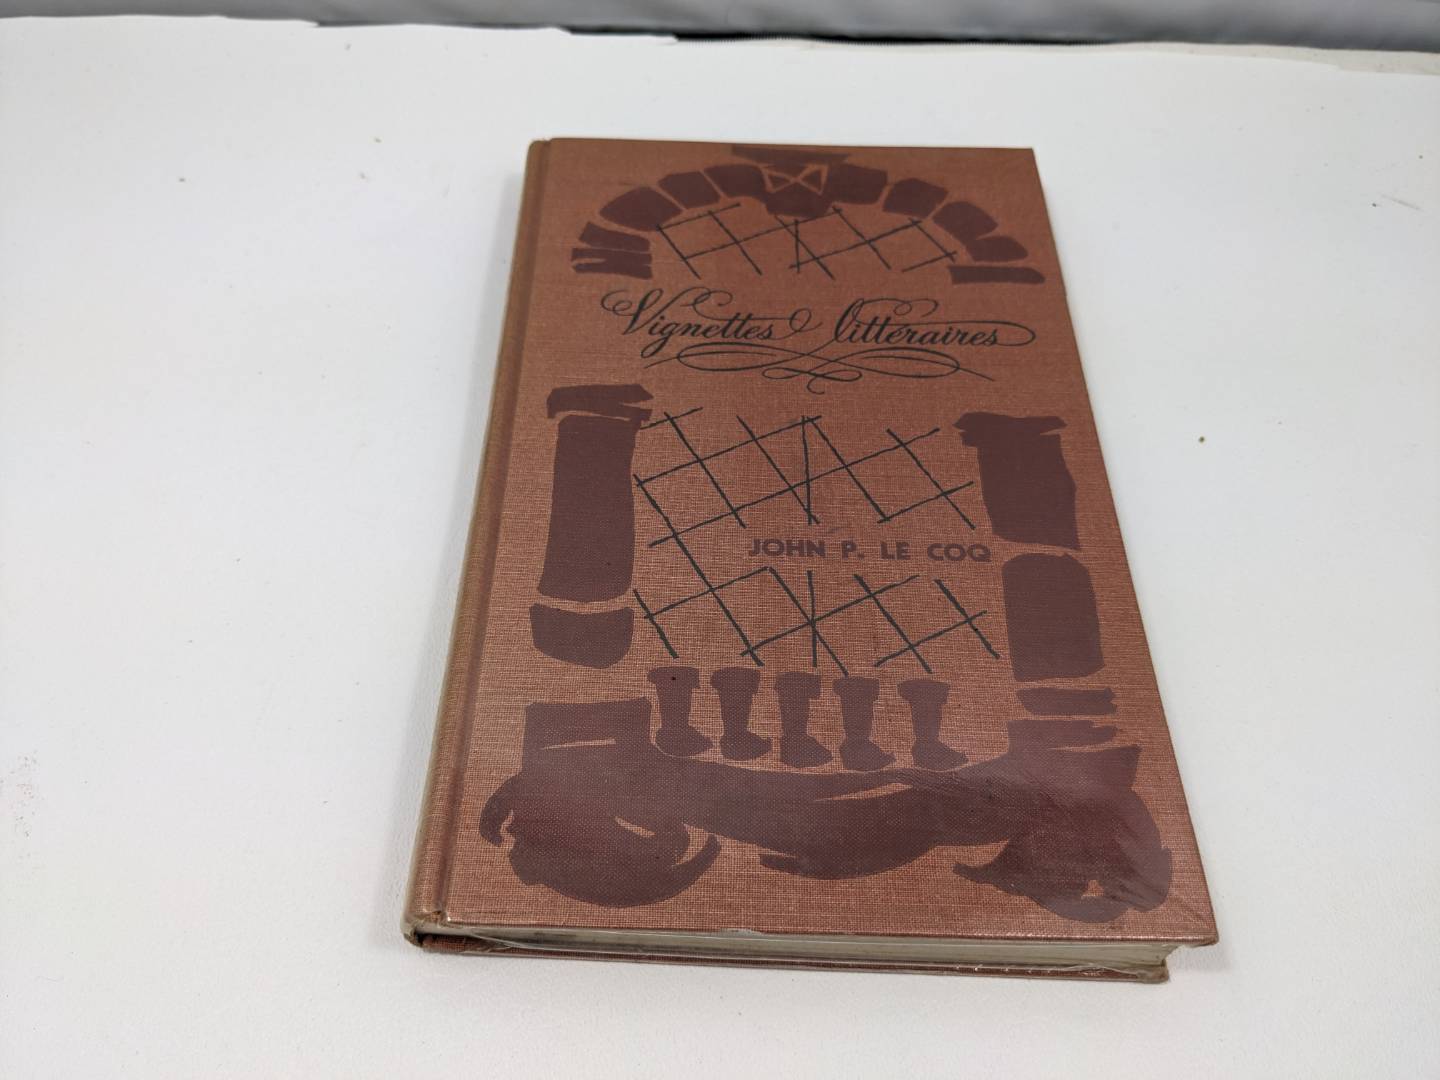 Vignettes littéraires
JOHN P. LE COQ